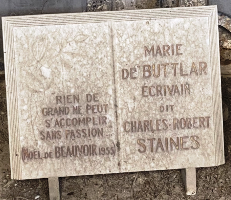 RIEN DE
GRAND NE PEUT
S'ACCOMPLIR
SANS PASSION
(NOËL DE BEAUVOIR 1955)
MARIE
DE BUTTLAR
ÉCRIVAIN
DIT
CHARLES-ROBERT
STAINES